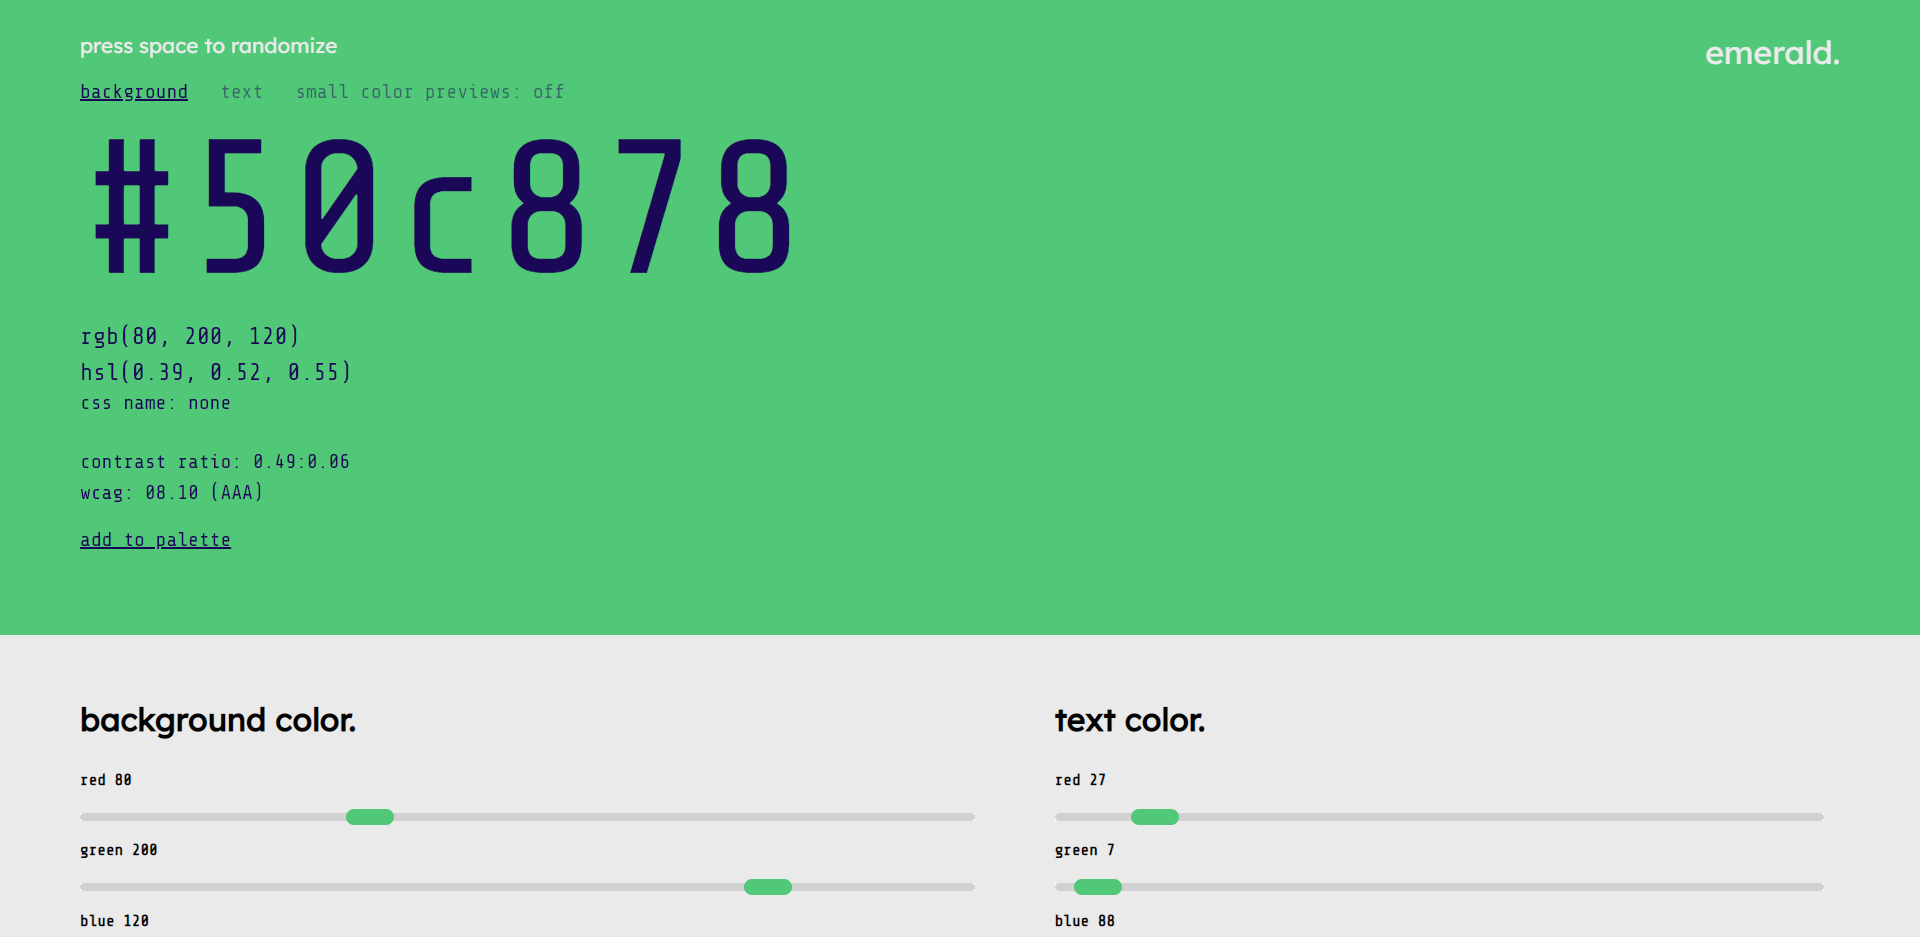 press space to randomize
emerald.
background text small color previews: off
#50c878
rgb(80, 200, 120)
hsl(0.39, 0.52, 0.55)
css name: none
contrast ratio: 0.49:0.06
wcag: 08.10 (AAA)
add to palette
background color.
red 80
green 200
blue 120
text color.
red 27
green 7
blue 88